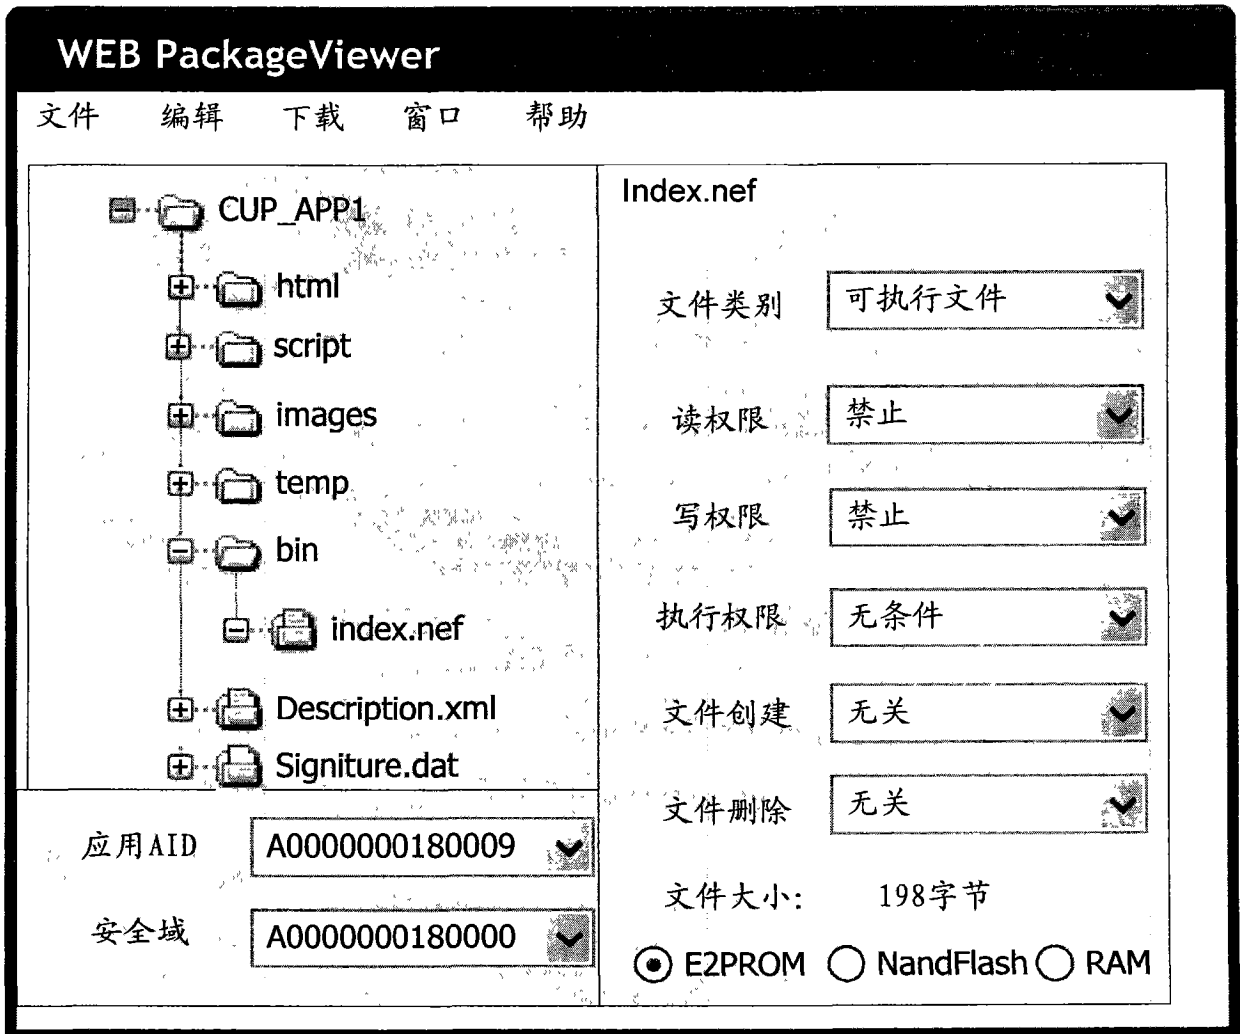 WEB PackageViewer
文件 编辑 下载 窗口 帮助
CUP_APP1
html
script
images
temp
bin
index.nef
Description.xml
Signiture.dat
应用AID A0000000180009
安全域 A0000000180000
Index.nef
文件类别 可执行文件
读权限 禁止
写权限 禁止
执行权限 无条件
文件创建 无关
文件删除 无关
文件大小: 198字节
E2PROM NandFlash RAM